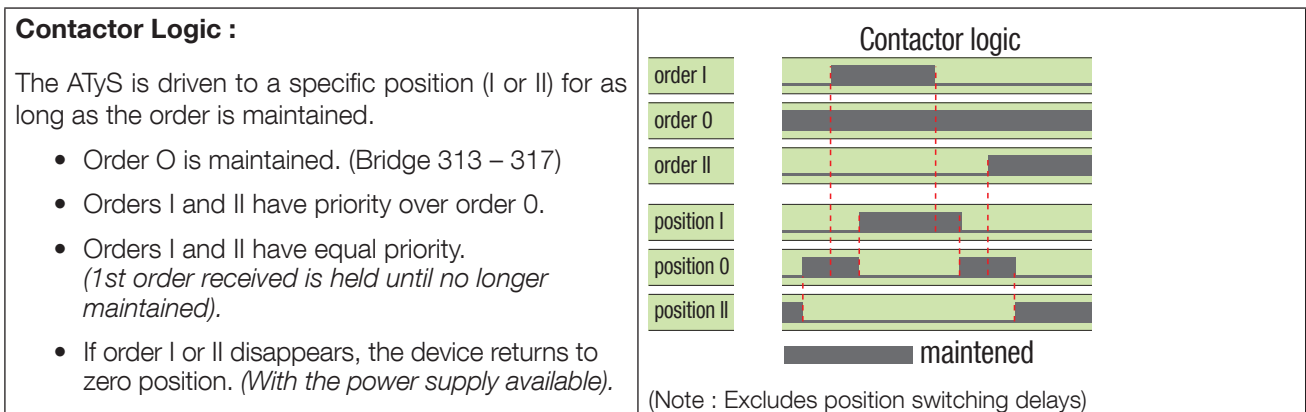 Contactor Logic :
The ATyS is driven to a specific position (I or II) for as
long as the order is maintained.
• Order O is maintained. (Bridge 313 – 317)
• Orders I and II have priority over order 0.
• Orders I and II have equal priority.
(1st order received is held until no longer
maintained).
• If order I or II disappears, the device returns to
zero position. (With the power supply available).
Contactor logic
order I
order 0
order II
position I
position 0
position II
maintened
(Note : Excludes position switching delays)